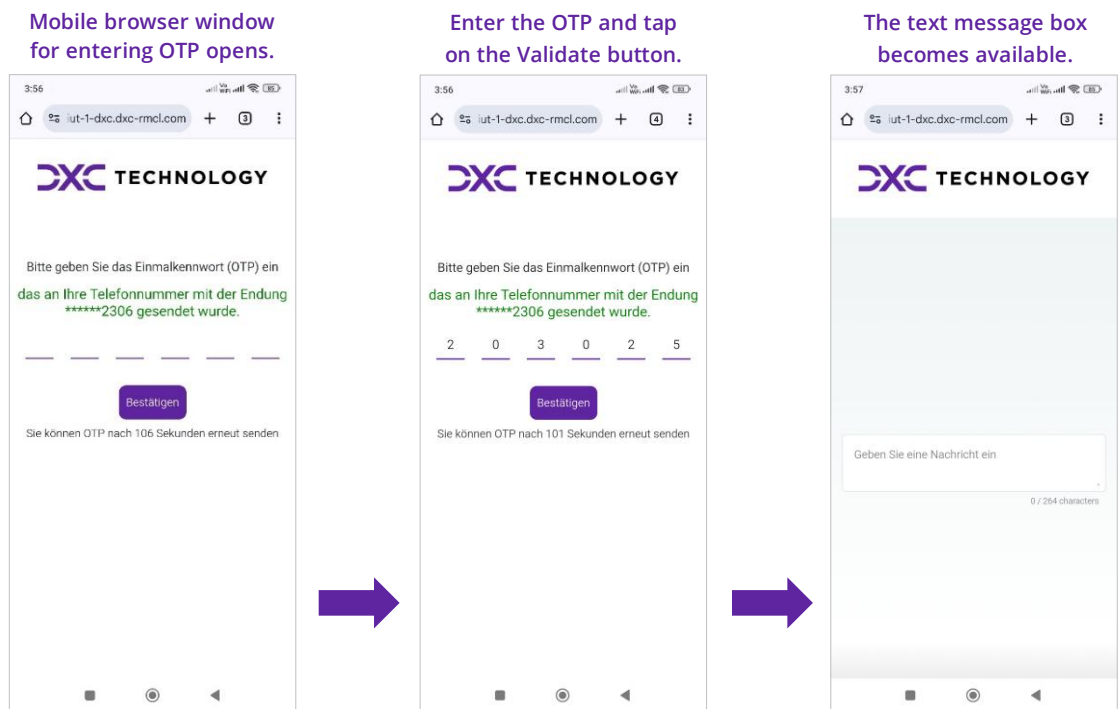 Mobile browser window
for entering OTP opens.
3:56
85
iut-1-dxc.dxc-rmcl.com
3
DXC TECHNOLOGY
Bitte geben Sie das Einmalkennwort (OTP) ein
das an Ihre Telefonnummer mit der Endung
******2306 gesendet wurde.
Bestätigen
Sie können OTP nach 106 Sekunden erneut senden
Enter the OTP and tap
on the Validate button.
3:56
iut-1-dxc.dxc-rmcl.com
4
DXC TECHNOLOGY
Bitte geben Sie das Einmalkennwort (OTP) ein
das an Ihre Telefonnummer mit der Endung
******2306 gesendet wurde.
2 0 3 0 2 5
Bestätigen
Sie können OTP nach 101 Sekunden erneut senden
The text message box
becomes available.
3:57
iut-1-dxc.dxc-rmcl.com
3
DXC TECHNOLOGY
Geben Sie eine Nachricht ein
0 / 264 characters